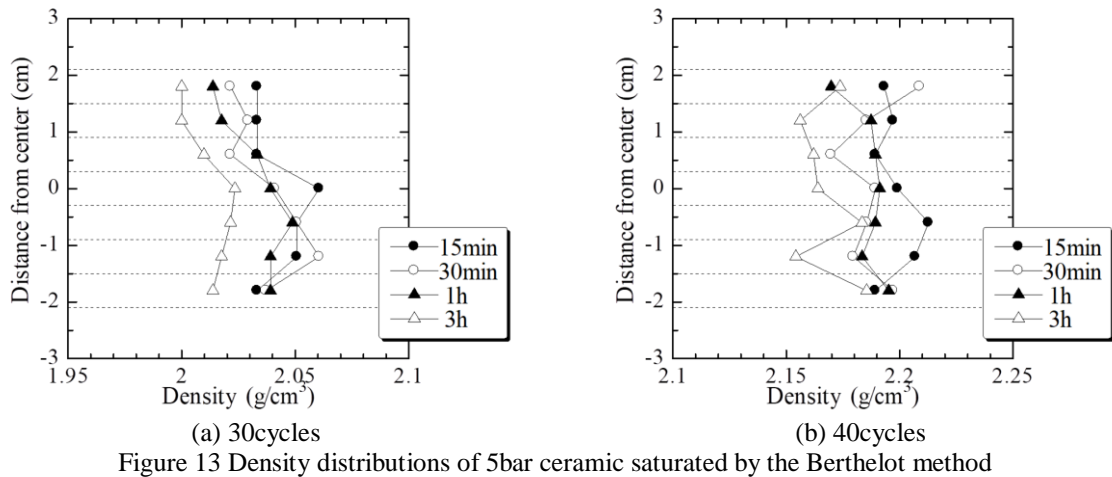 3
2
1
0
-1
-2
-3
Distance from center (cm)
15min
30min
1h
3h
1.95
2
2.05
2.1
Density (g/cm³)
(a) 30cycles
3
2
1
0
-1
-2
-3
Distance from center (cm)
15min
30min
1h
3h
2.1
2.15
2.2
2.25
Density (g/cm³)
(b) 40cycles
Figure 13 Density distributions of 5bar ceramic saturated by the Berthelot method